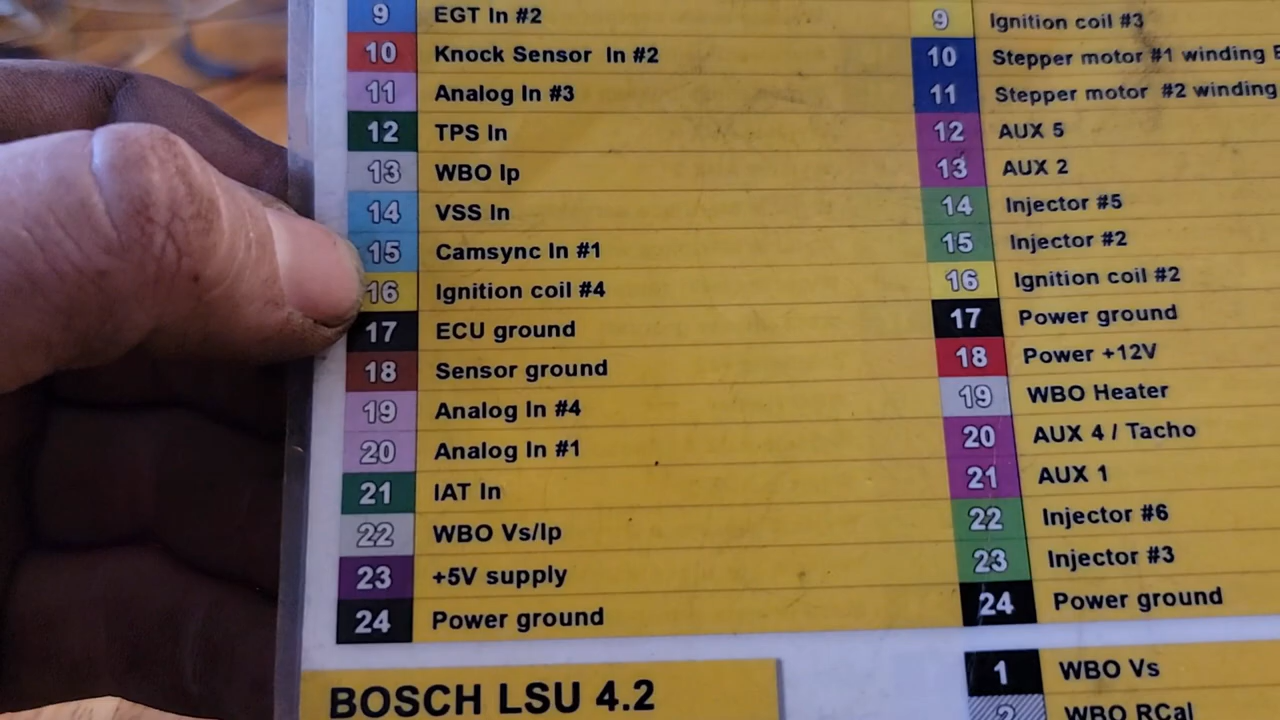 9 EGT In #2
10 Knock Sensor In #2
11 Analog In #3
12 TPS In
13 WBO Ip
14 VSS In
15 Camsync In #1
16 Ignition coil #4
17 ECU ground
18 Sensor ground
19 Analog In #4
20 Analog In #1
21 IAT In
22 WBO Vs/Ip
23 +5V supply
24 Power ground
9 Ignition coil #3
10 Stepper motor #1 winding
11 Stepper motor #2 winding
12 AUX 5
13 AUX 2
14 Injector #5
15 Injector #2
16 Ignition coil #2
17 Power ground
18 Power +12V
19 WBO Heater
20 AUX 4 / Tacho
21 AUX 1
22 Injector #6
23 Injector #3
24 Power ground
BOSCH LSU 4.2
1 WBO Vs
2 WBO RCal